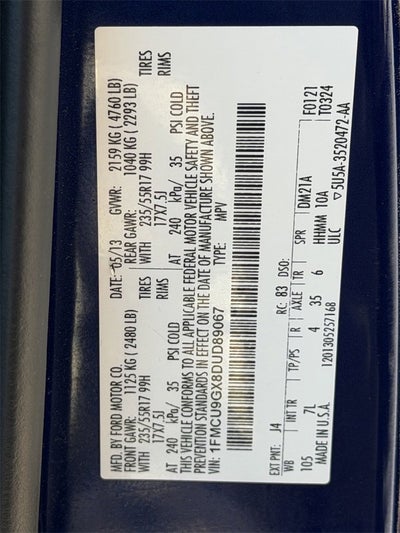 MFD. BY FORD MOTOR CO.
DATE: 05/13 GVWR: 2159 KG ( 4760 LB)
FRONT GAWR: 1125 KG ( 2480 LB) REAR GAWR: 1040 KG ( 2293 LB)
WITH 235/55R17 99H TIRES WITH 235/55R17 99H TIRES
17X7.5J RIMS 17X7.5J RIMS
AT 240 kPa/ 35 PSI COLD AT 240 kPa/ 35 PSI COLD
THIS VEHICLE CONFORMS TO ALL APPLICABLE FEDERAL MOTOR VEHICLE SAFETY AND THEFT
PREVENTION STANDARDS IN EFFECT ON THE DATE OF MANUFACTURE SHOWN ABOVE.
VIN: 1FMCU9GX8DUD89067
TYPE: MPV
F0121
T0324
EXT PNT: J4 RC: 83 DSO:
WB INT TR TP/PS R AXLE TR SPR DM21A
105 7L 4 35 6 HHMM 10A
MADE IN U.S.A. ULC
1201305257168 ▽5U5A-3520472-AA